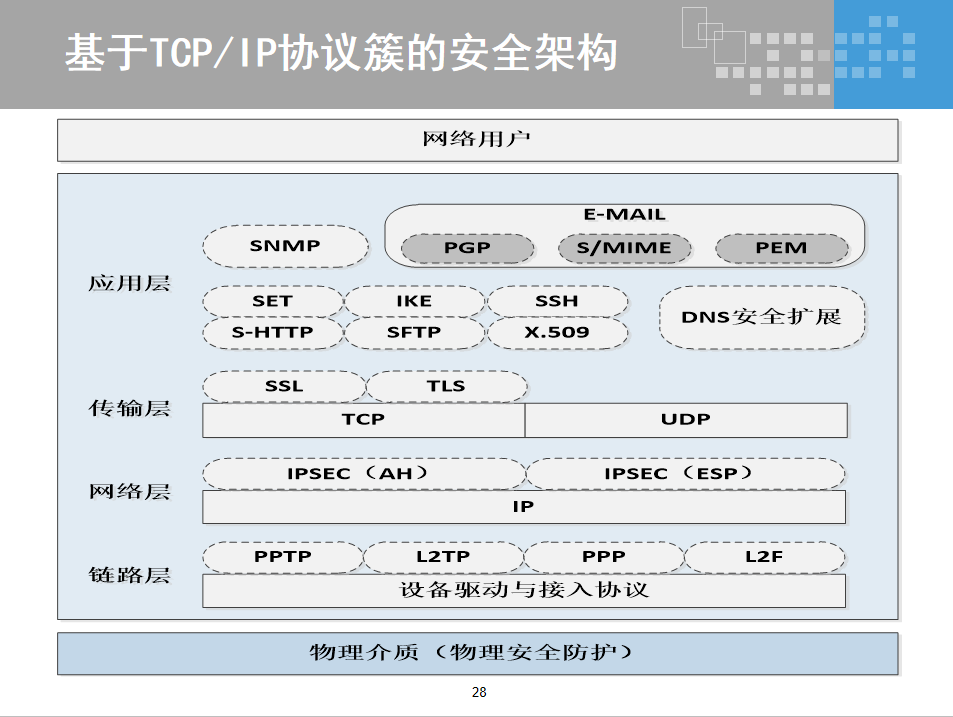 基于TCP/IP协议簇的安全架构
网络用户
E-MAIL
SNMP
PGP
S/MIME
PEM
应用层
SET
IKE
SSH
DNS安全扩展
S-HTTP
SFTP
X.509
SSL
TLS
传输层
TCP
UDP
IPSEC（AH）
IPSEC（ESP）
网络层
IP
PPTP
L2TP
PPP
L2F
链路层
设备驱动与接入协议
物理介质（物理安全防护）
28